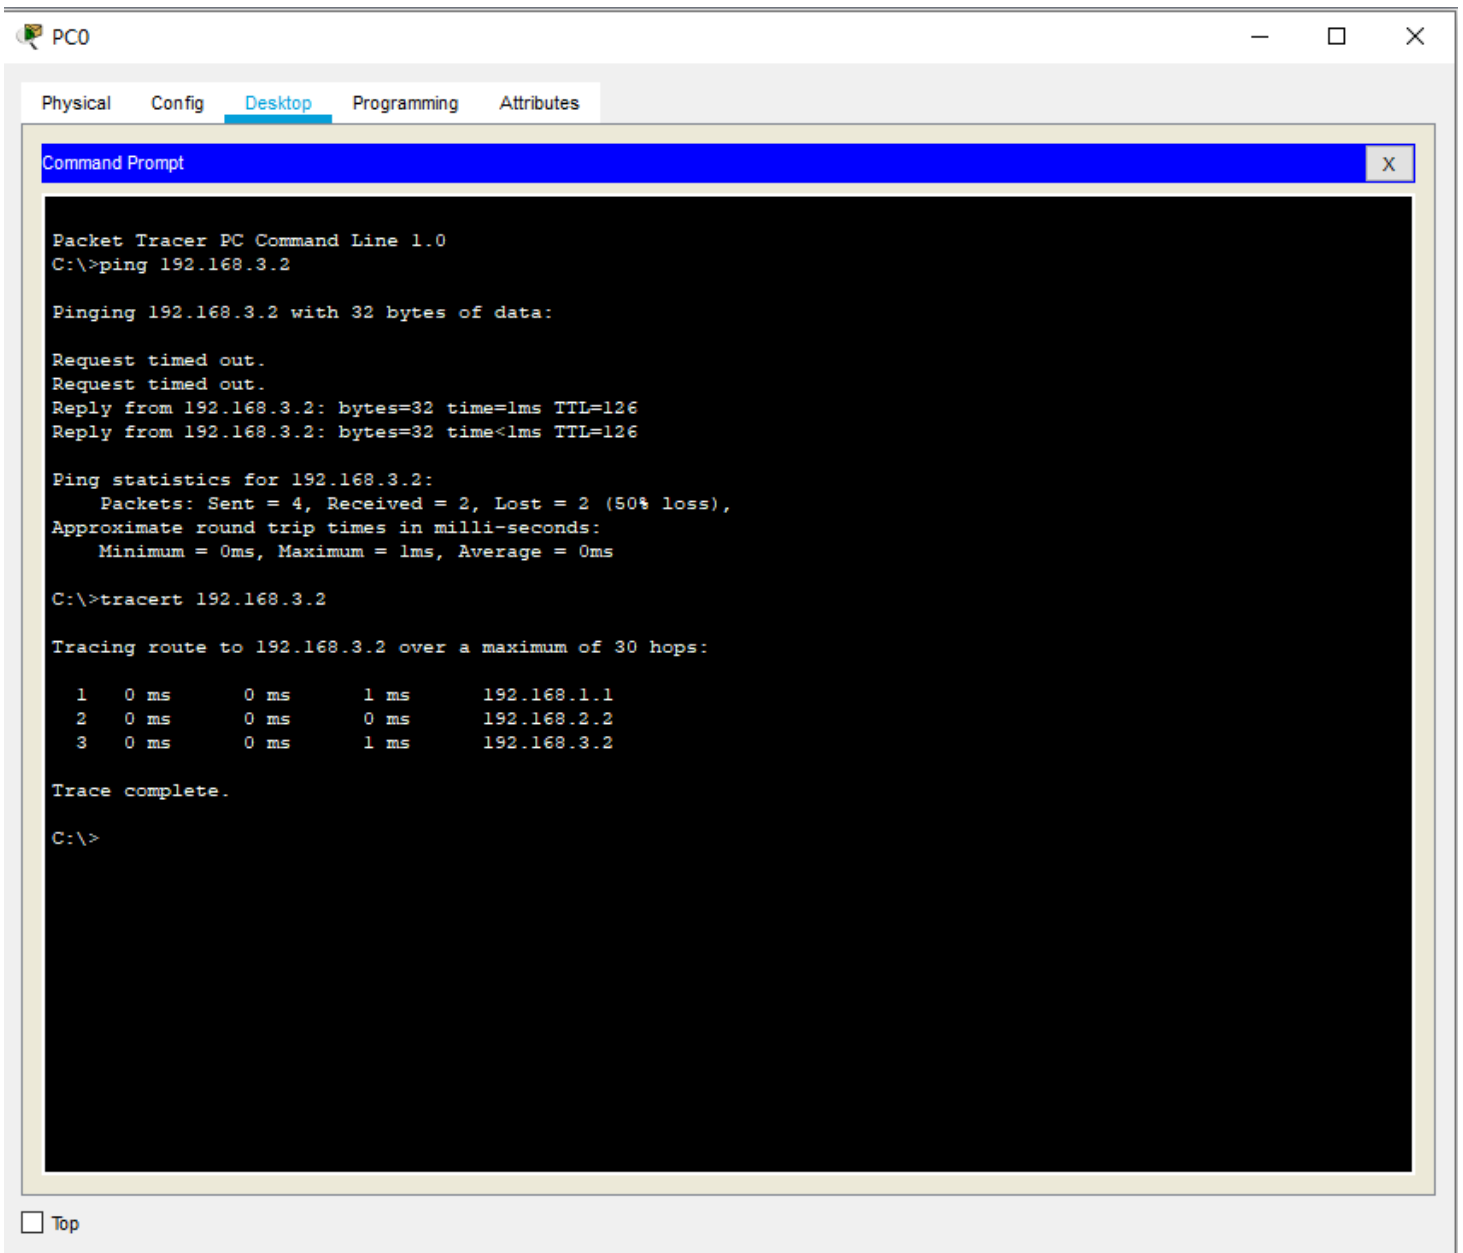 PC0
Physical Config Desktop Programming Attributes
Command Prompt X
Packet Tracer PC Command Line 1.0
C:\>ping 192.168.3.2
Pinging 192.168.3.2 with 32 bytes of data:
Request timed out.
Request timed out.
Reply from 192.168.3.2: bytes=32 time=1ms TTL=126
Reply from 192.168.3.2: bytes=32 time<1ms TTL=126
Ping statistics for 192.168.3.2:
Packets: Sent = 4, Received = 2, Lost = 2 (50% loss),
Approximate round trip times in milli-seconds:
Minimum = 0ms, Maximum = 1ms, Average = 0ms
C:\>tracert 192.168.3.2
Tracing route to 192.168.3.2 over a maximum of 30 hops:
1 0 ms 0 ms 1 ms 192.168.1.1
2 0 ms 0 ms 0 ms 192.168.2.2
3 0 ms 0 ms 1 ms 192.168.3.2
Trace complete.
C:\>
Top